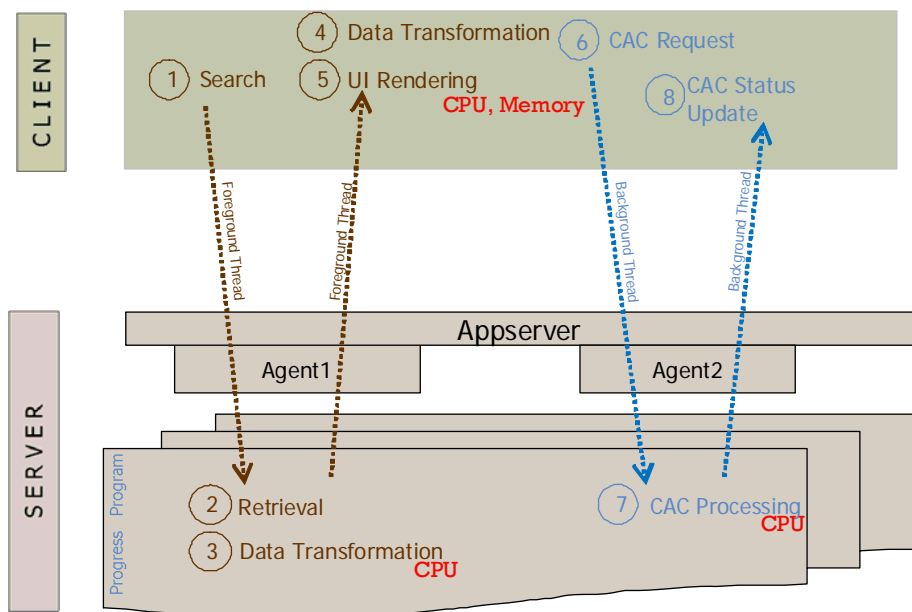 CLIENT
4 Data Transformation
6 CAC Request
1 Search
5 UI Rendering
CPU, Memory
8 CAC Status
Update
Foreground Thread
Foreground Thread
Background Thread
Background Thread
SERVER
Appserver
Agent1
Agent2
Progress Program
2 Retrieval
3 Data Transformation
CPU
7 CAC Processing
CPU